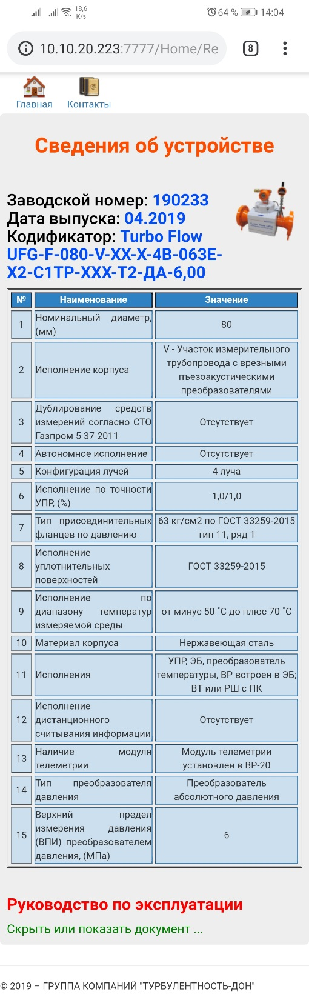 18,6
K/s
64 %
14:04
10.10.20.223:7777/Home/Re
8
Главная Контакты
Сведения об устройстве
Заводской номер: 190233
Дата выпуска: 04.2019
Кодификатор: Turbo Flow
UFG-F-080-V-XX-X-4B-063E-
X2-C1TP-XXX-T2-ДА-6,00
№ Наименование Значение
1 Номинальный диаметр, (мм) 80
2 Исполнение корпуса V - Участок измерительного
трубопровода с врезными
пъезоакустическими
преобразователями
3 Дублирование средств
измерений согласно СТО
Газпром 5-37-2011
Отсутствует
4 Автономное исполнение Отсутствует
5 Конфигурация лучей 4 луча
6 Исполнение по точности
УПР, (%)
1,0/1,0
7 Тип присоединительных
фланцев по давлению
63 кг/см2 по ГОСТ 33259-2015
тип 11, ряд 1
8 Исполнение
уплотнительных
поверхностей
ГОСТ 33259-2015
9 Исполнение по
диапазону температур
измеряемой среды
от минус 50 ˚С до плюс 70 ˚С
10 Материал корпуса Нержавеющая сталь
11 Исполнения УПР, ЭБ, преобразователь
температуры, ВР встроен в ЭБ;
ВТ или РШ с ПК
12 Исполнение
дистанционного
считывания информации
Отсутствует
13 Наличие модуля
телеметрии
Модуль телеметрии
установлен в ВР-20
14 Тип преобразователя
давления
Преобразователь
абсолютного давления
15 Верхний предел
измерения давления
(ВПИ) преобразователем
давления, (МПа)
6
Руководство по эксплуатации
Скрыть или показать документ ...
© 2019 – ГРУППА КОМПАНИЙ "ТУРБУЛЕНТНОСТЬ-ДОН"